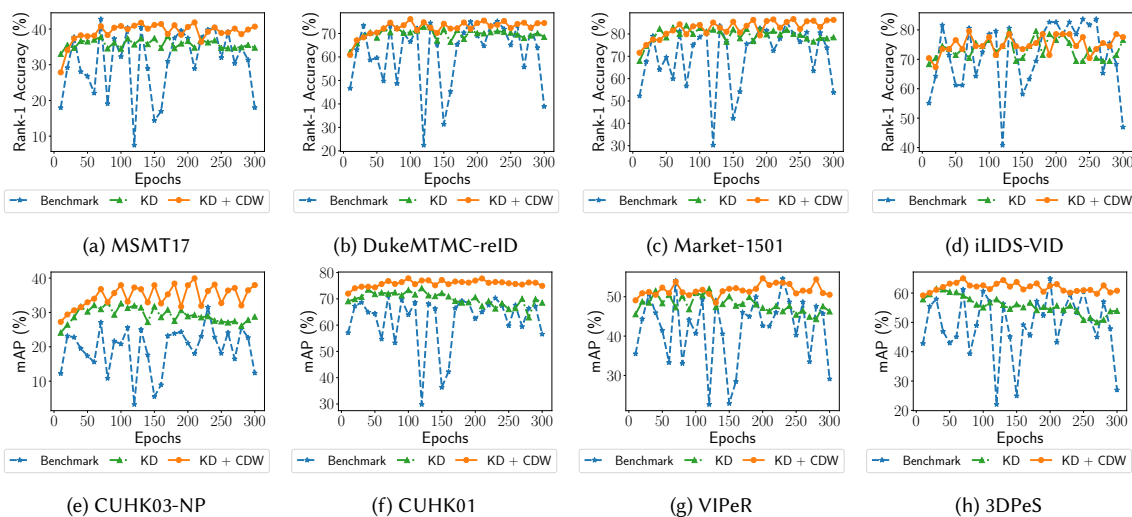 Rank-1 Accuracy (%)
40
30
20
10
0 50 100 150 200 250 300
Epochs
Benchmark KD KD + CDW
(a) MSMT17
Rank-1 Accuracy (%)
70
60
50
40
30
20
0 50 100 150 200 250 300
Epochs
Benchmark KD KD + CDW
(b) DukeMTMC-reID
Rank-1 Accuracy (%)
80
70
60
50
40
30
0 50 100 150 200 250 300
Epochs
Benchmark KD KD + CDW
(c) Market-1501
Rank-1 Accuracy (%)
80
70
60
50
40
0 50 100 150 200 250 300
Epochs
Benchmark KD KD + CDW
(d) iLIDS-VID
mAP (%)
40
30
20
10
0 50 100 150 200 250 300
Epochs
Benchmark KD KD + CDW
(e) CUHK03-NP
mAP (%)
80
70
60
50
40
30
0 50 100 150 200 250 300
Epochs
Benchmark KD KD + CDW
(f) CUHK01
mAP (%)
50
40
30
0 50 100 150 200 250 300
Epochs
Benchmark KD KD + CDW
(g) VIPeR
mAP (%)
60
50
40
30
20
0 50 100 150 200 250 300
Epochs
Benchmark KD KD + CDW
(h) 3DPeS